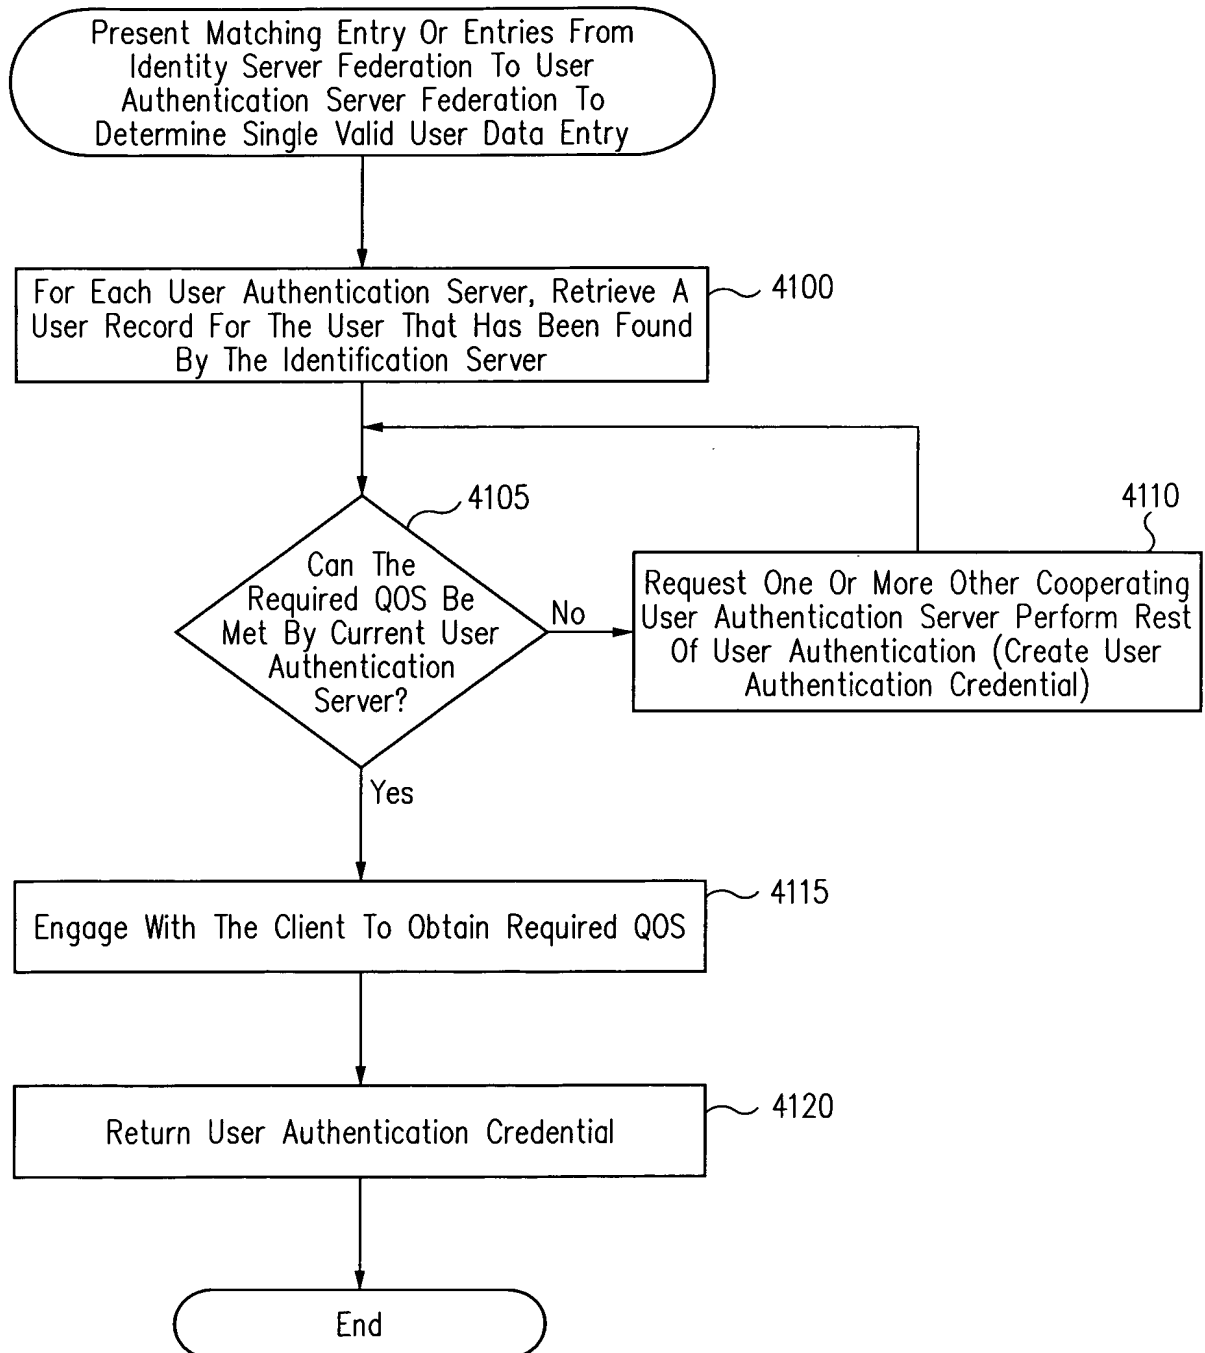 Present Matching Entry Or Entries From
Identity Server Federation To User
Authentication Server Federation To
Determine Single Valid User Data Entry
For Each User Authentication Server, Retrieve A
User Record For The User That Has Been Found
By The Identification Server
4100
4105
Can The
Required QOS Be
Met By Current User
Authentication
Server?
No
4110
Request One Or More Other Cooperating
User Authentication Server Perform Rest
Of User Authentication (Create User
Authentication Credential)
Yes
Engage With The Client To Obtain Required QOS
4115
Return User Authentication Credential
4120
End